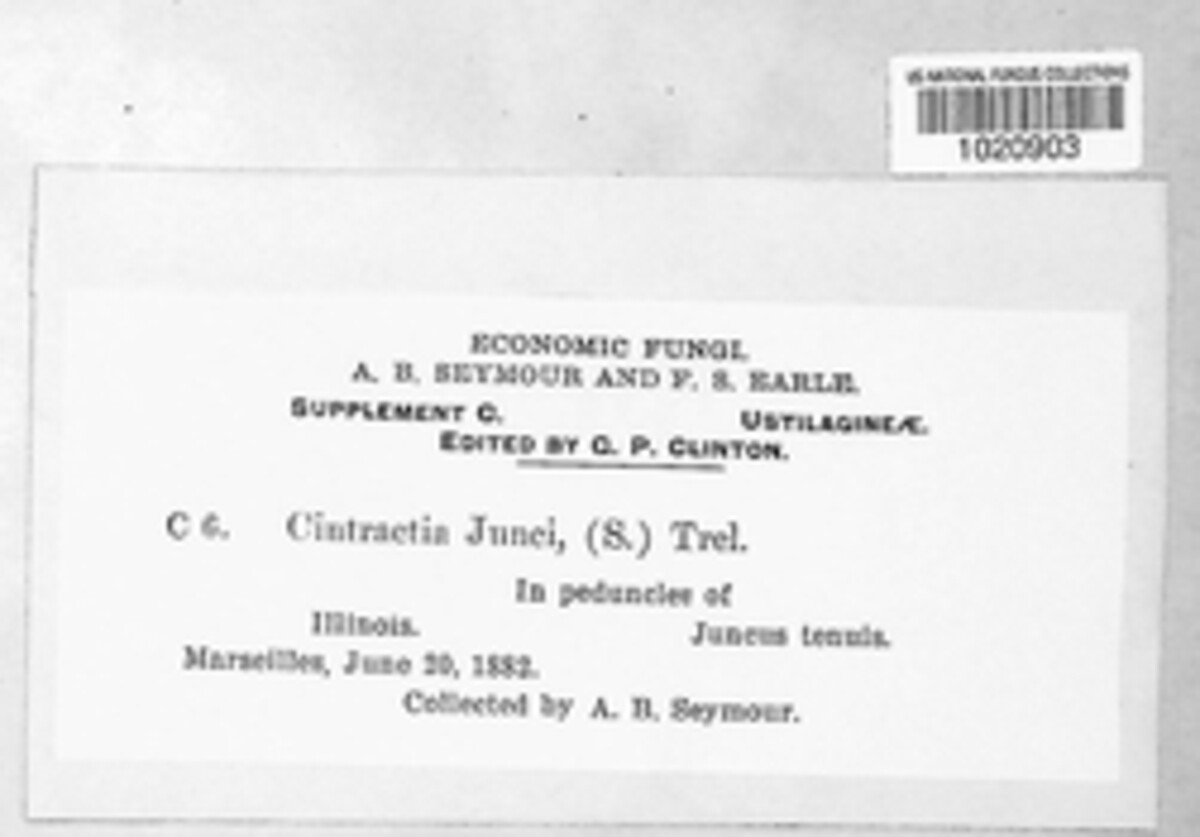 US NATIONAL FUNGUS COLLECTIONS
1020903
ECONOMIC FUNGI.
A. B. SEYMOUR AND F. S. EARLE.
SUPPLEMENT C. USTILAGINEÆ.
EDITED BY G. P. CLINTON.
C 6. Cintractia Junci, (S.) Trel.
In peduncles of
Illinois. Juncus tenuis.
Marseilles, June 20, 1882.
Collected by A. B. Seymour.